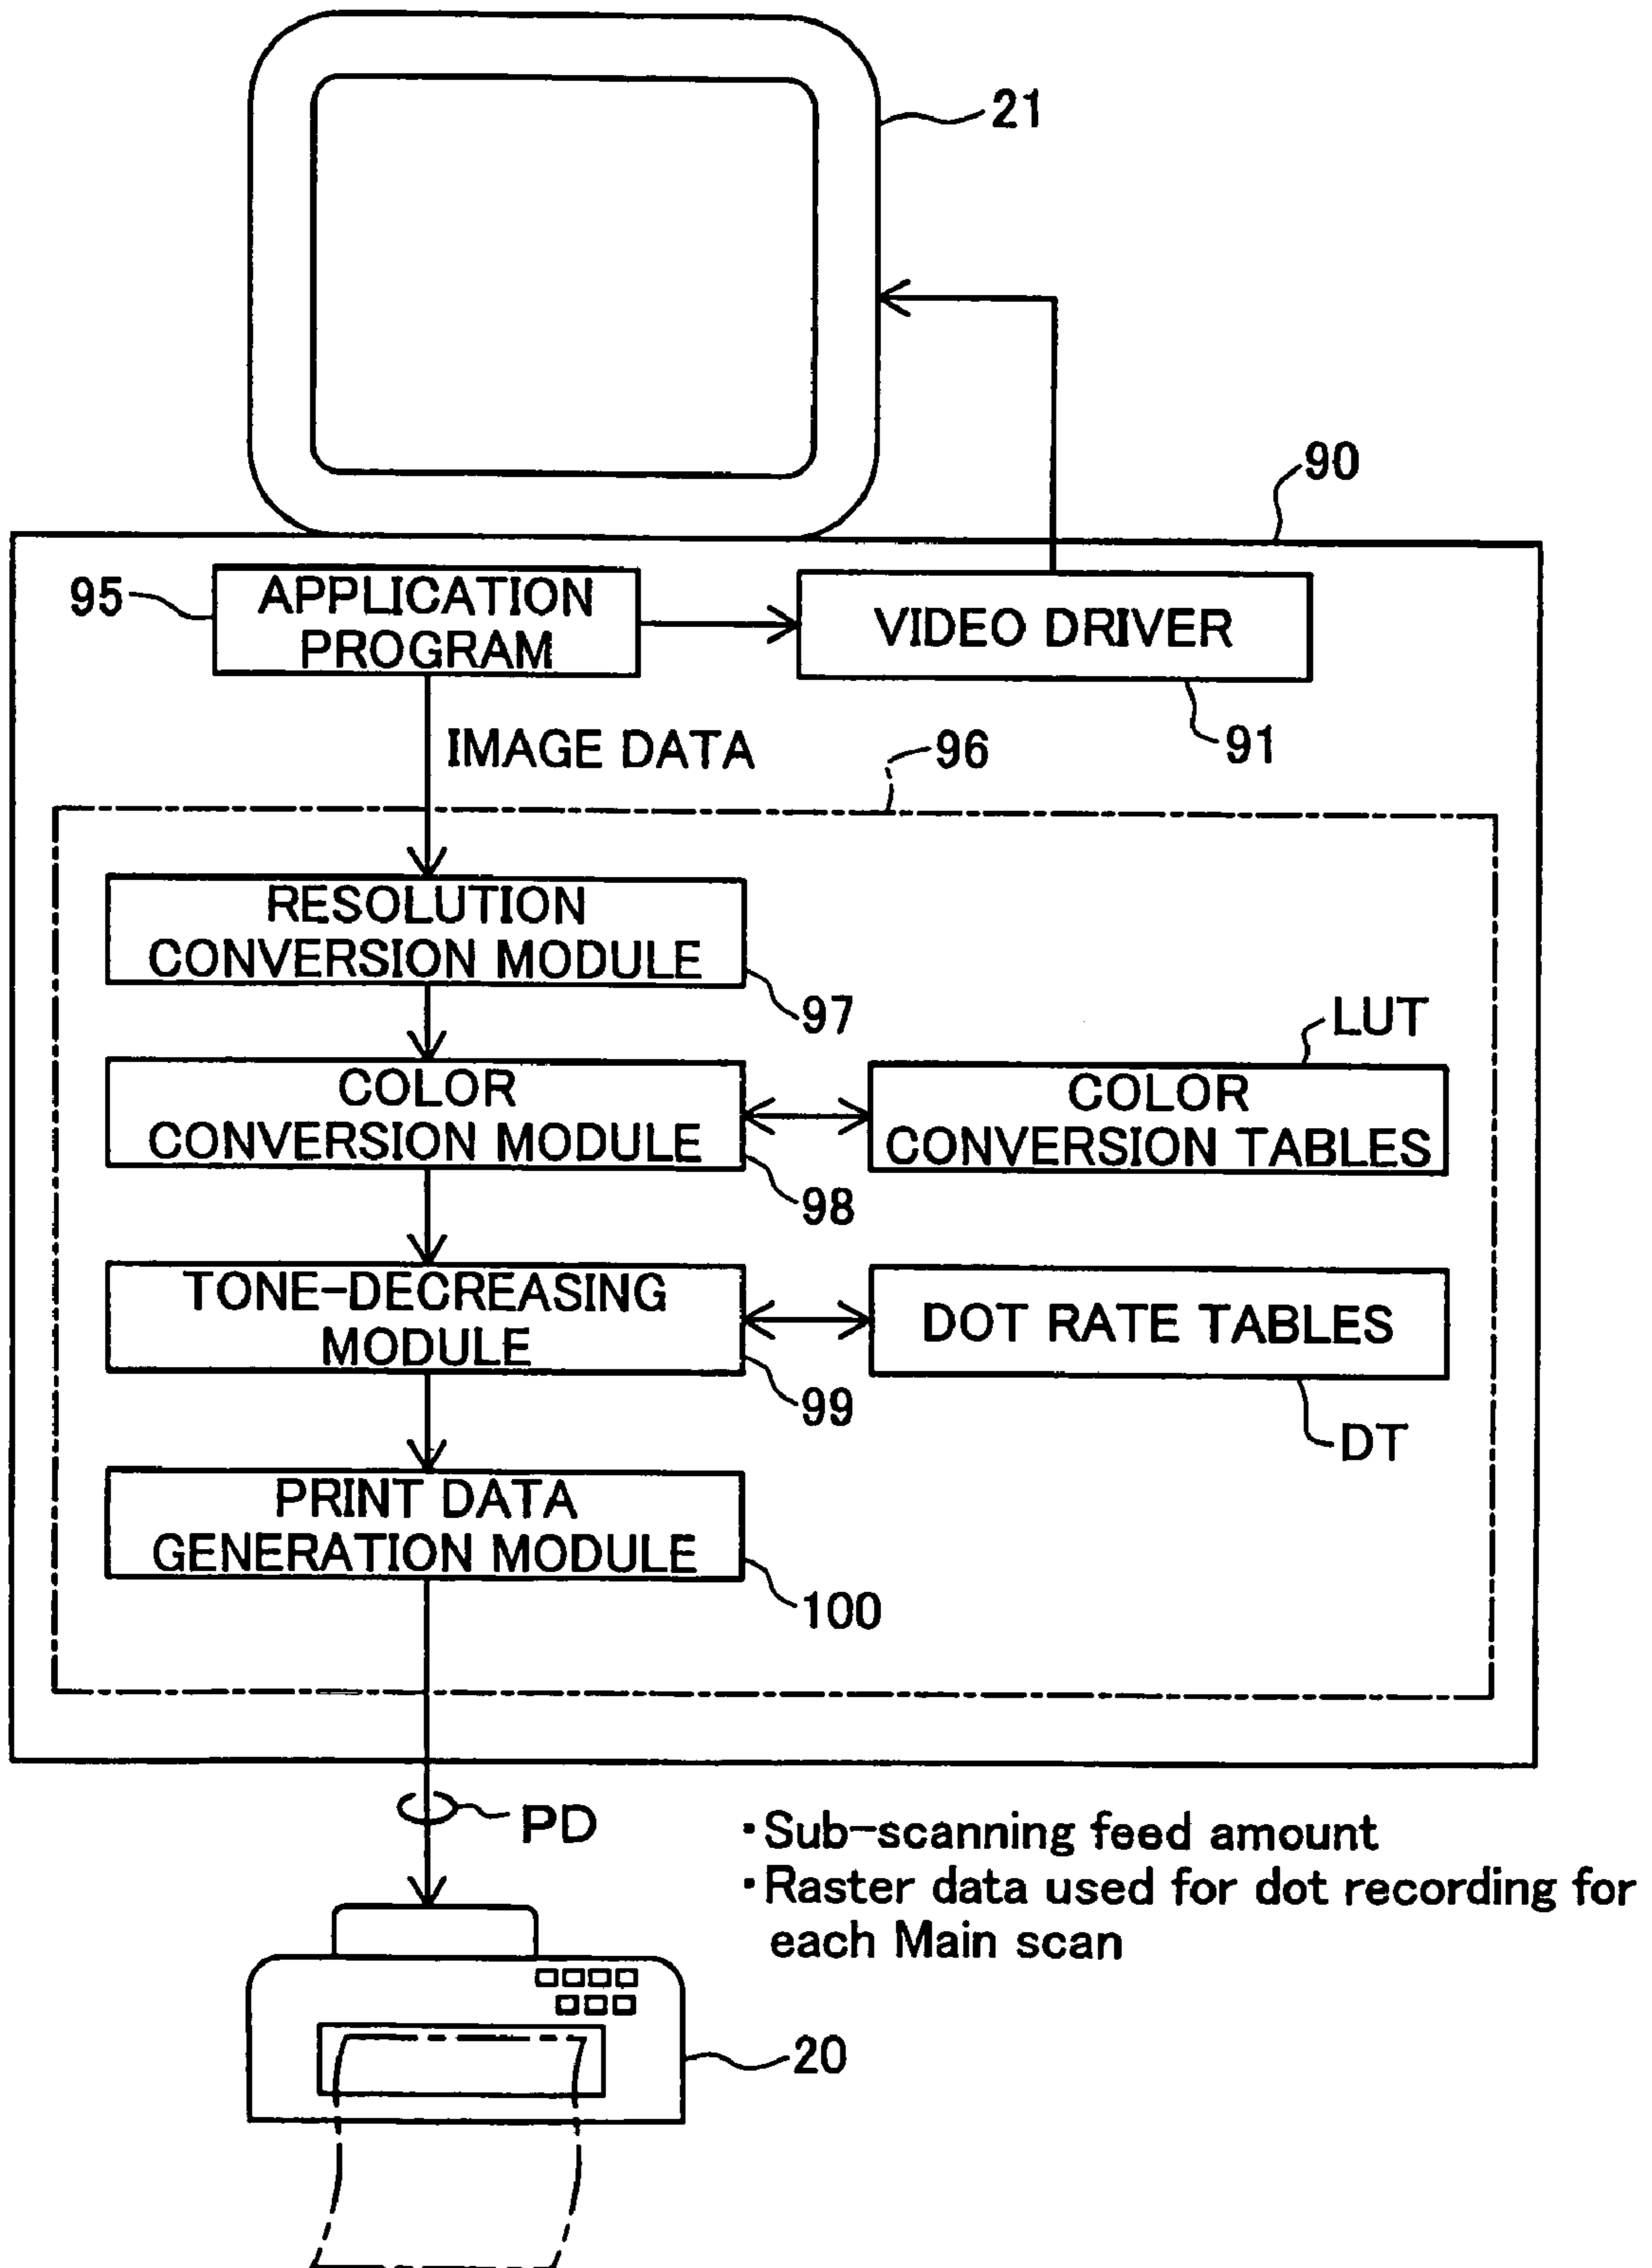 21
90
95
APPLICATION
PROGRAM
VIDEO DRIVER
91
IMAGE DATA
96
RESOLUTION
CONVERSION MODULE
97
LUT
COLOR
CONVERSION MODULE
98
COLOR
CONVERSION TABLES
TONE-DECREASING
MODULE
99
DOT RATE TABLES
DT
PRINT DATA
GENERATION MODULE
100
PD
・Sub-scanning feed amount
・Raster data used for dot recording for
each Main scan
20